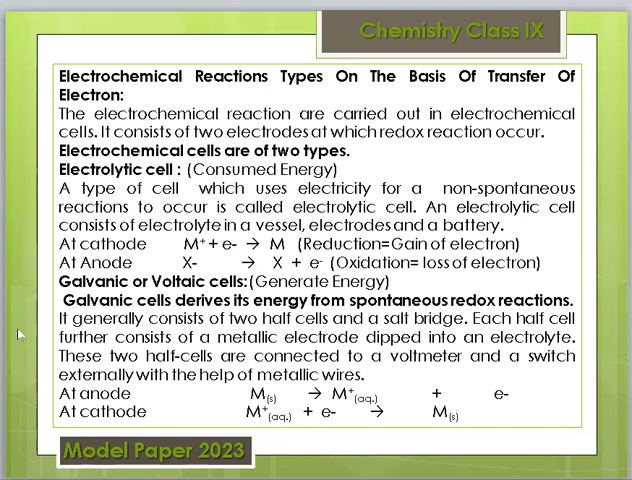 Chemistry Class IX
Electrochemical Reactions Types On The Basis Of Transfer Of
Electron:
The electrochemical reaction are carried out in electrochemical
cells. It consists of two electrodes at which redox reaction occur.
Electrochemical cells are of two types.
Electrolytic cell : (Consumed Energy)
A type of cell which uses electricity for a non-spontaneous
reactions to occur is called electrolytic cell. An electrolytic cell
consists of electrolyte in a vessel, electrodes and a battery.
At cathode M⁺ + e- → M (Reduction=Gain of electron)
At Anode X- → X + e⁻ (Oxidation= loss of electron)
Galvanic or Voltaic cells: (Generate Energy)
Galvanic cells derives its energy from spontaneous redox reactions.
It generally consists of two half cells and a salt bridge. Each half cell
further consists of a metallic electrode dipped into an electrolyte.
These two half-cells are connected to a voltmeter and a switch
externally with the help of metallic wires.
At anode M(s) → M⁺(aq.) + e-
At cathode M⁺(aq.) + e- → M(s)
Model Paper 2023